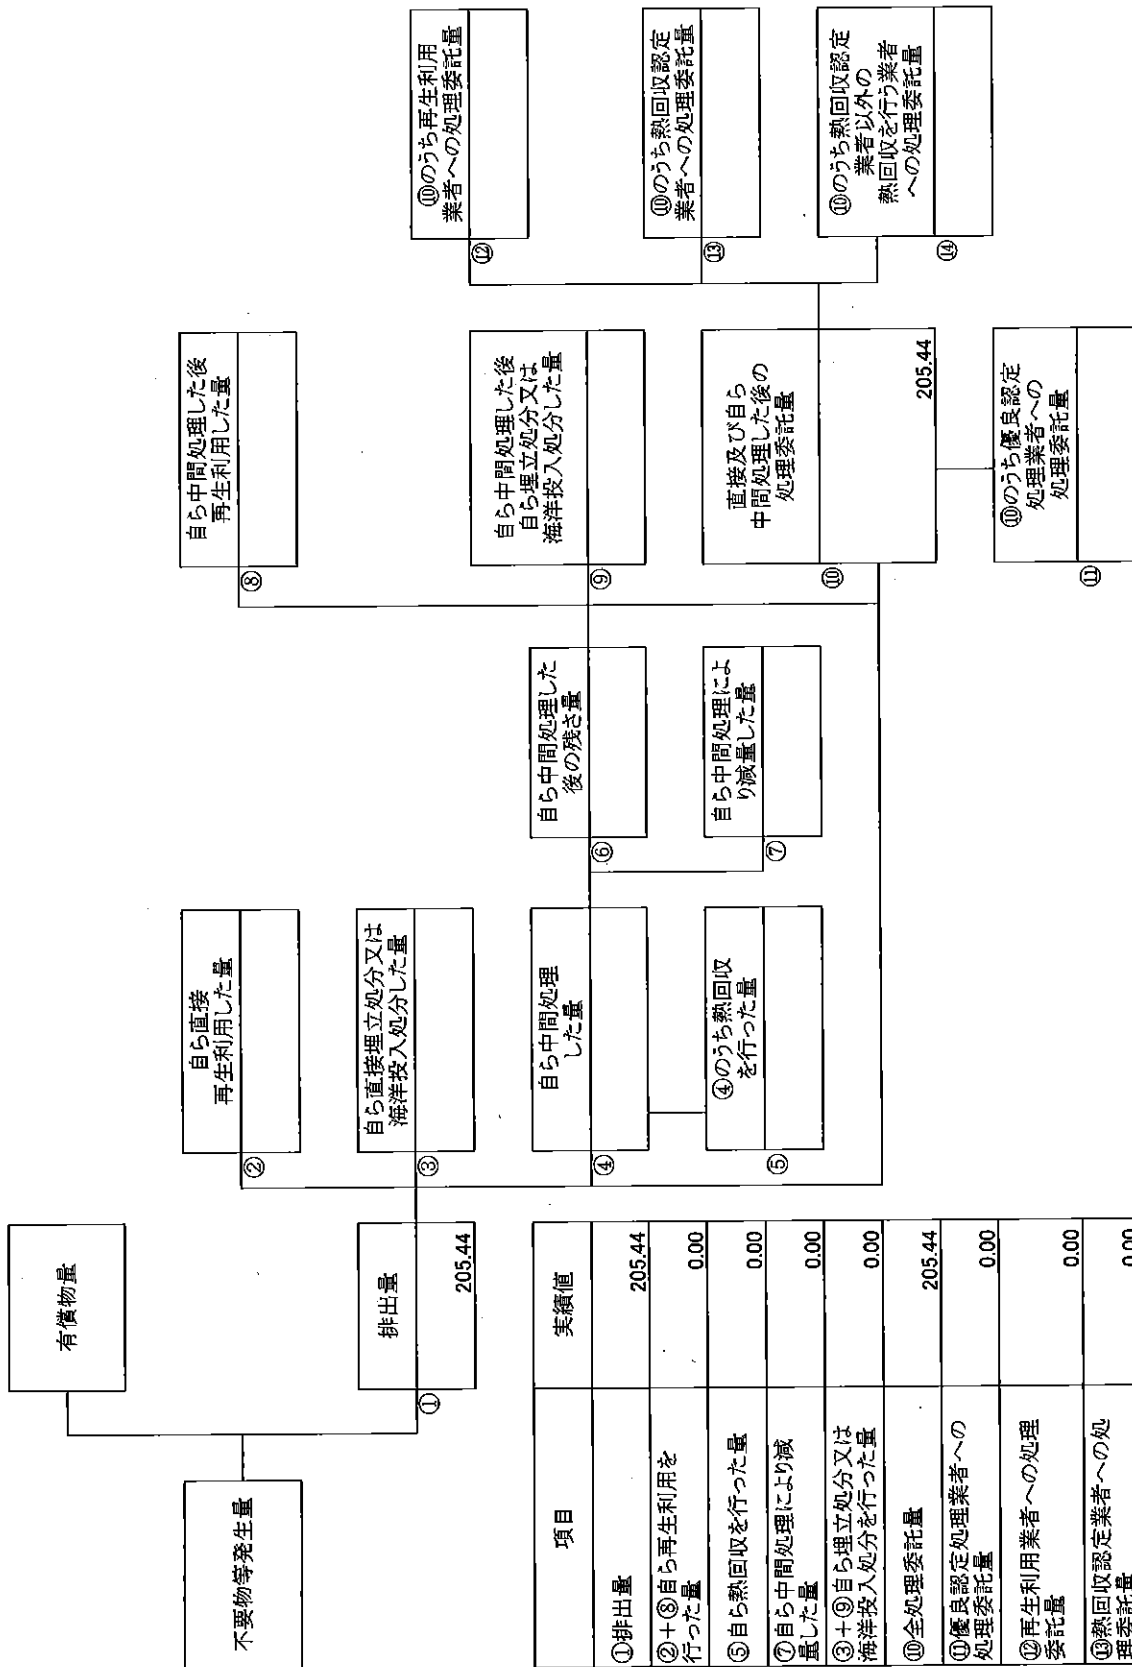 不要物等発生量
有償物量
排出量
①
205.44
自ら直接
再生利用した量
②
自ら直接埋立処分又は
海洋投入処分した量
③
自ら中間処理
した量
④
④のうち熱回収
を行った量
⑤
自ら中間処理した
後の残さ量
⑥
自ら中間処理によ
り減量した量
⑦
自ら中間処理した後
再生利用した量
⑧
自ら中間処理した後
自ら埋立処分又は
海洋投入処分した量
⑨
直接及び自ら
中間処理した後の
処理委託量
⑩
205.44
⑩のうち優良認定
処理業者への
処理委託量
⑪
⑩のうち再生利用
業者への処理委託量
⑫
⑩のうち熱回収認定
業者への処理委託量
⑬
⑩のうち熱回収認定
業者以外の
熱回収を行う業者
への処理委託量
⑭
項目 実績値
①排出量 205.44
②+⑧自ら再生利用を
行った量 0.00
⑤自ら熱回収を行った量 0.00
⑦自ら中間処理により減
量した量 0.00
③+⑨自ら埋立処分又は
海洋投入処分を行った量 0.00
⑩全処理委託量 205.44
⑪優良認定処理業者への
処理委託量 0.00
⑫再生利用業者への処理
委託量 0.00
⑬熱回収認定業者への処
理委託量 0.00